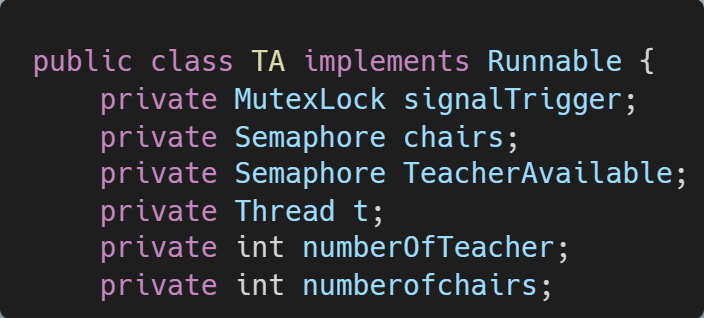 public class TA implements Runnable {
    private MutexLock signalTrigger;
    private Semaphore chairs;
    private Semaphore TeacherAvailable;
    private Thread t;
    private int numberOfTeacher;
    private int numberofchairs;